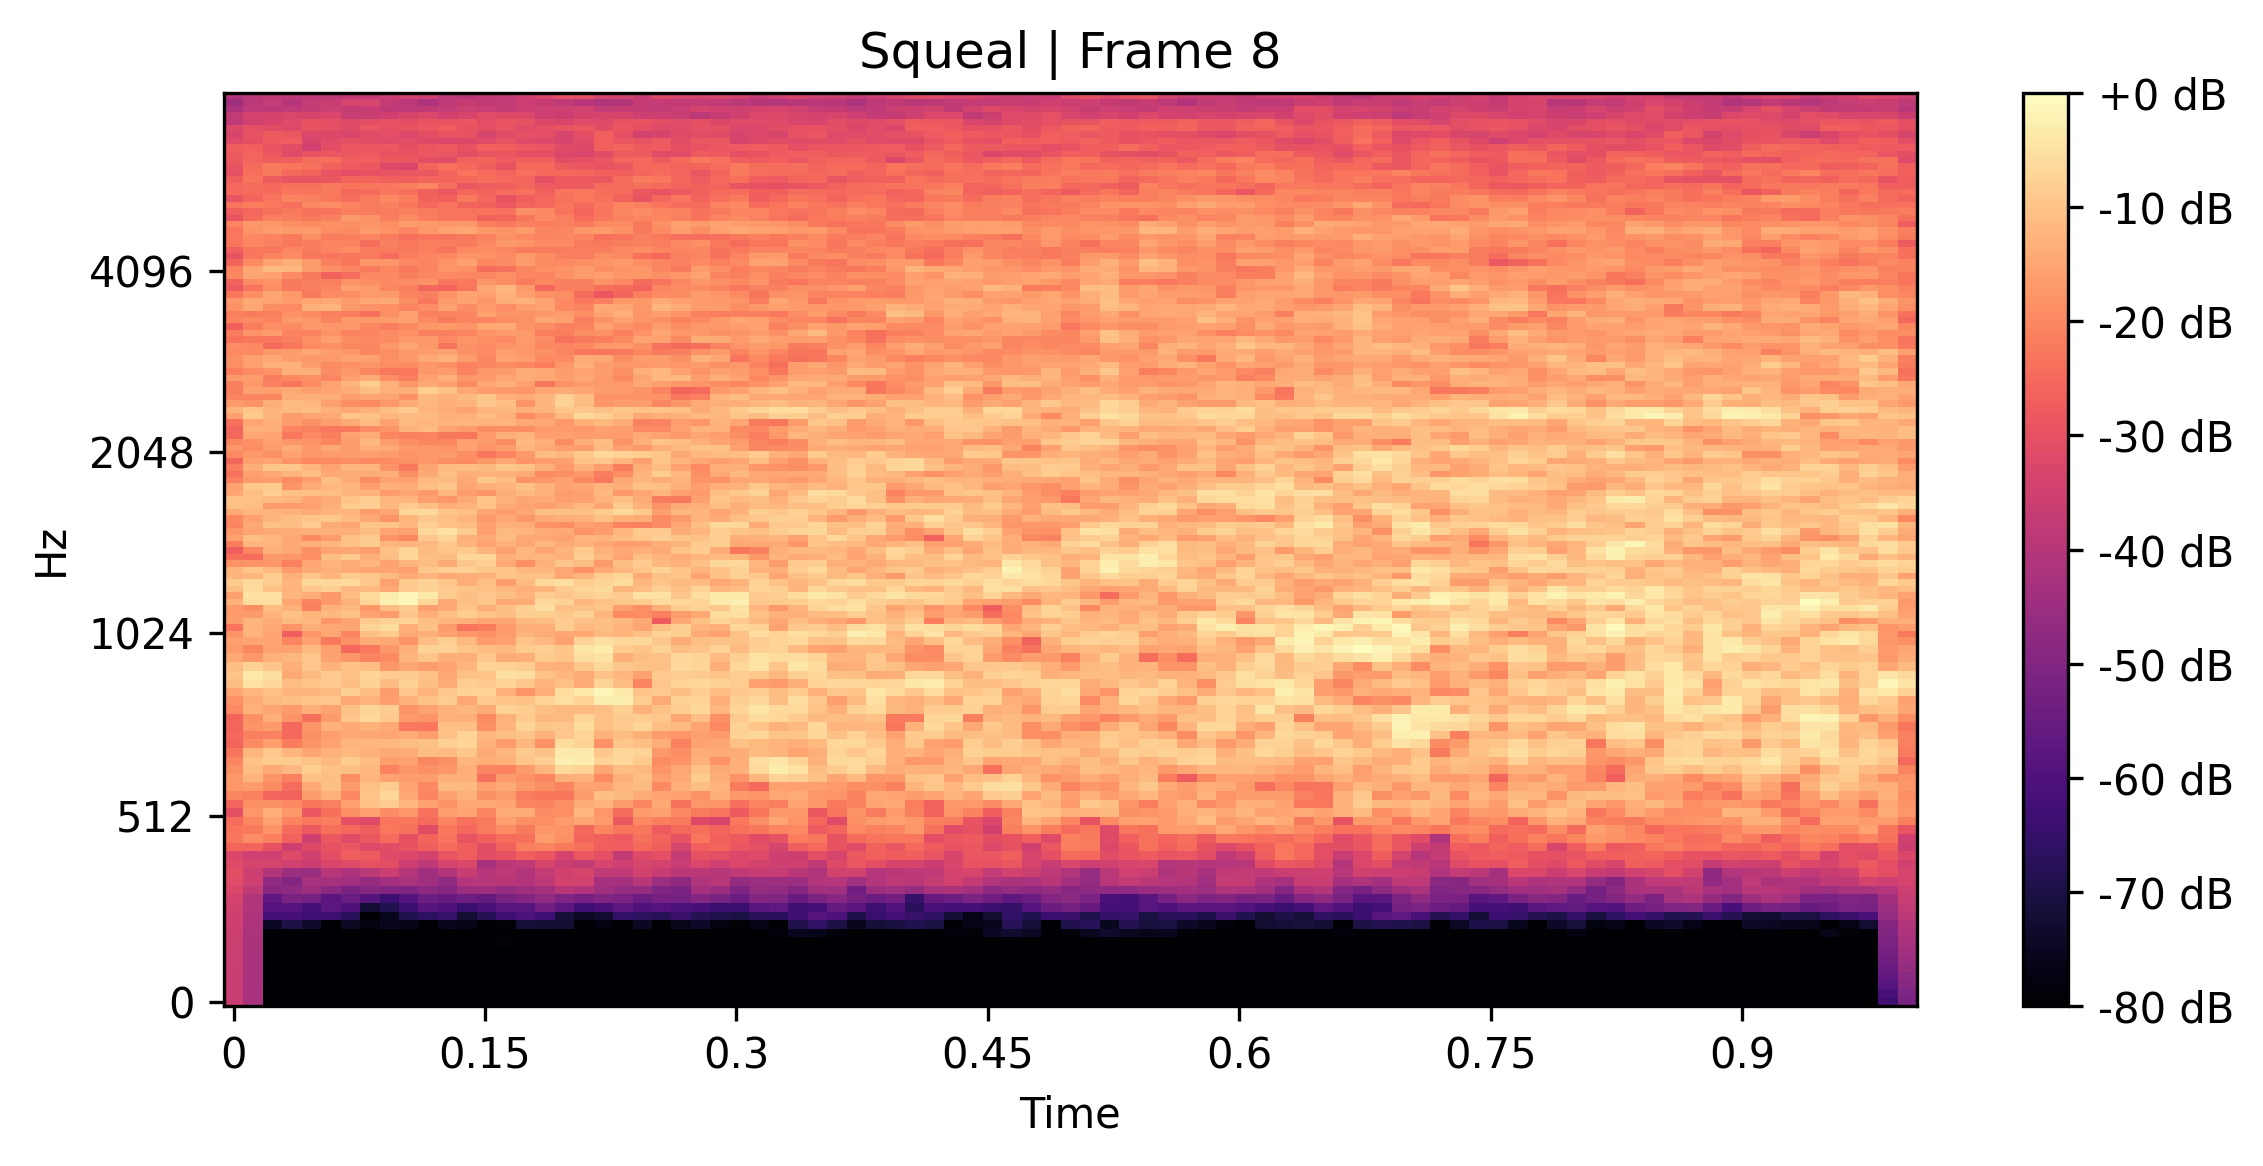 Squeal | Frame 8
+0 dB
-10 dB
-20 dB
-30 dB
-40 dB
-50 dB
-60 dB
-70 dB
-80 dB
Hz
4096
2048
1024
512
0
0 0.15 0.3 0.45 0.6 0.75 0.9
Time